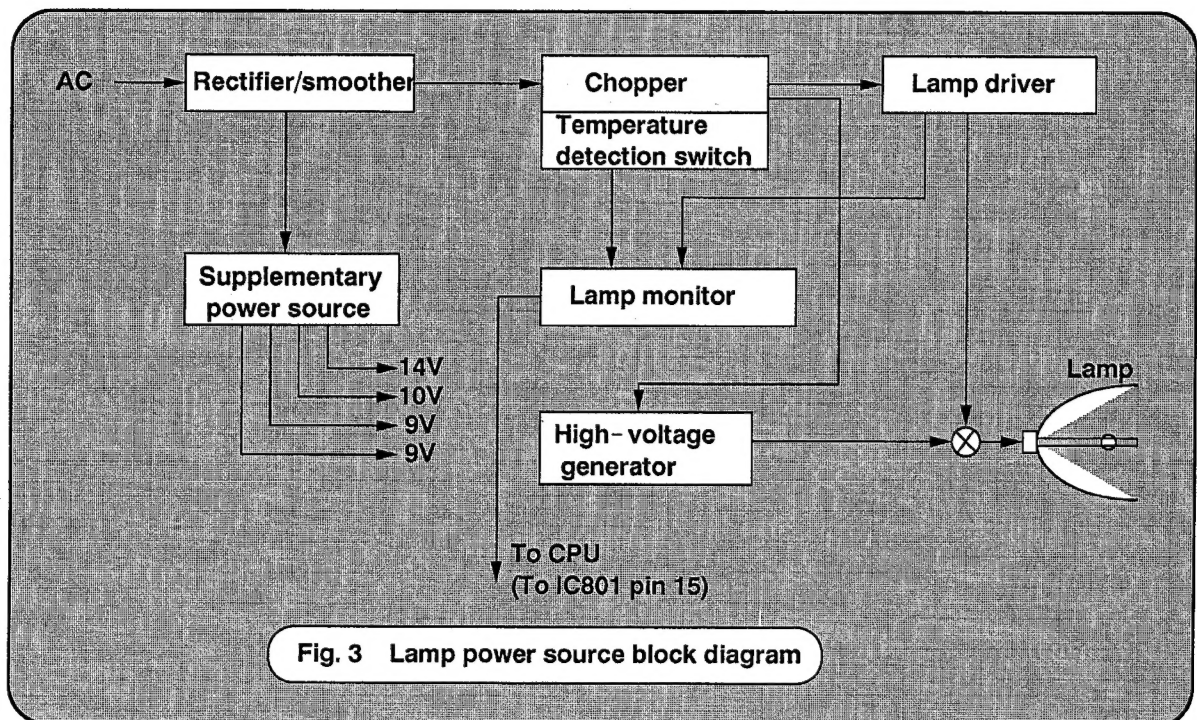 AC
Rectifier/smoother
Chopper
Lamp driver
Temperature
detection switch
Supplementary
power source
Lamp monitor
14V
10V
9V
9V
Lamp
High-voltage
generator
To CPU
(To IC801 pin 15)
Fig. 3 Lamp power source block diagram